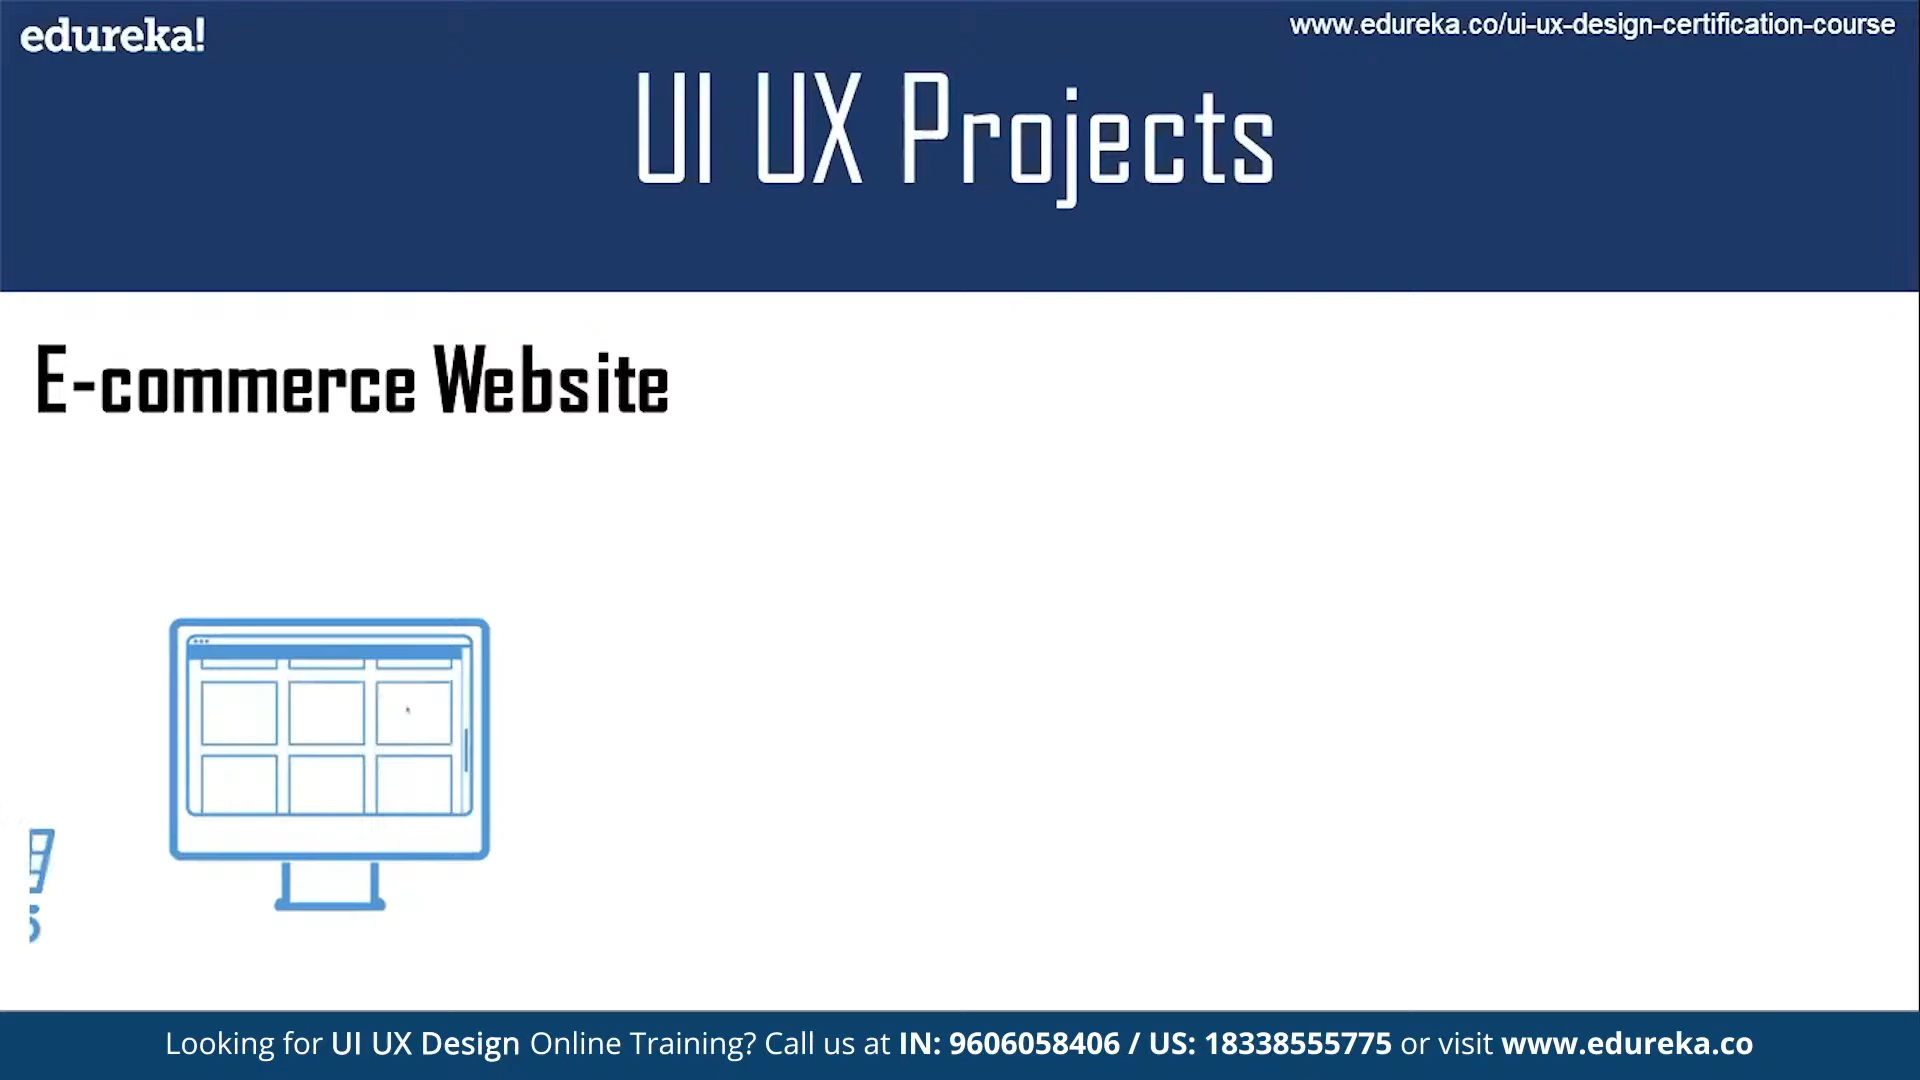 edureka!
www.edureka.co/ui-ux-design-certification-course
UI UX Projects
E-commerce Website
Looking for UI UX Design Online Training? Call us at IN: 9606058406 / US: 18338555775 or visit www.edureka.co